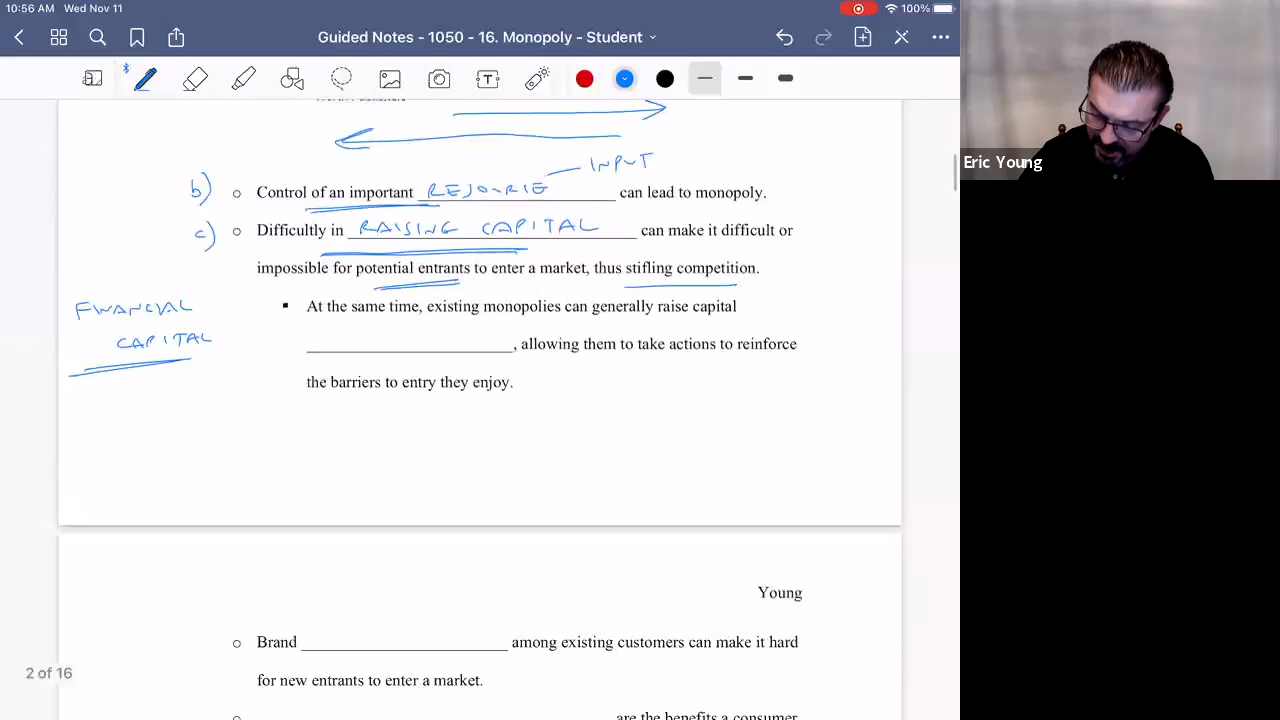 10:56 AM Wed Nov 11
100%
Guided Notes - 1050 - 16. Monopoly - Student
INPUT
b) Control of an important RESOURCE can lead to monopoly.
c) Difficultly in RAISING CAPITAL can make it difficult or
impossible for potential entrants to enter a market, thus stifling competition.
FINANCIAL
CAPITAL
At the same time, existing monopolies can generally raise capital
____________________, allowing them to take actions to reinforce
the barriers to entry they enjoy.
Young
Brand ____________________ among existing customers can make it hard
for new entrants to enter a market.
are the benefits a consumer
2 of 16
Eric Young